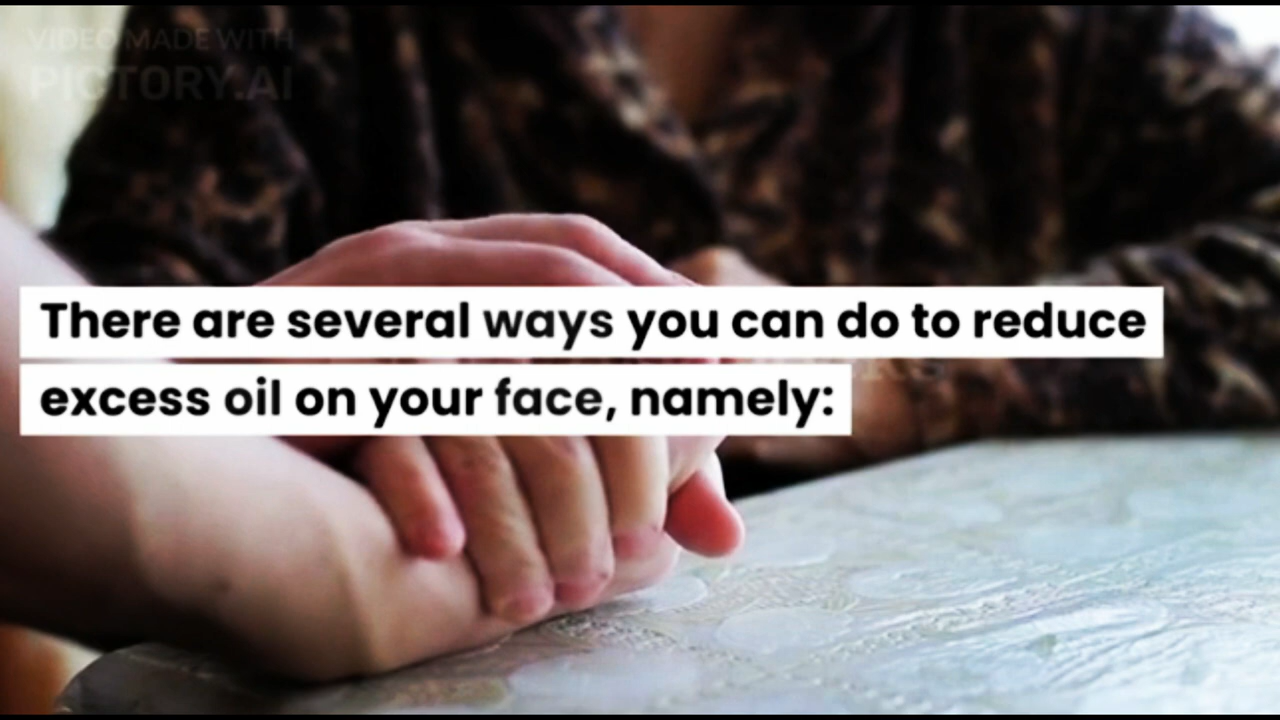 VIDEO MADE WITH
PICTORY.AI
There are several ways you can do to reduce
excess oil on your face, namely: